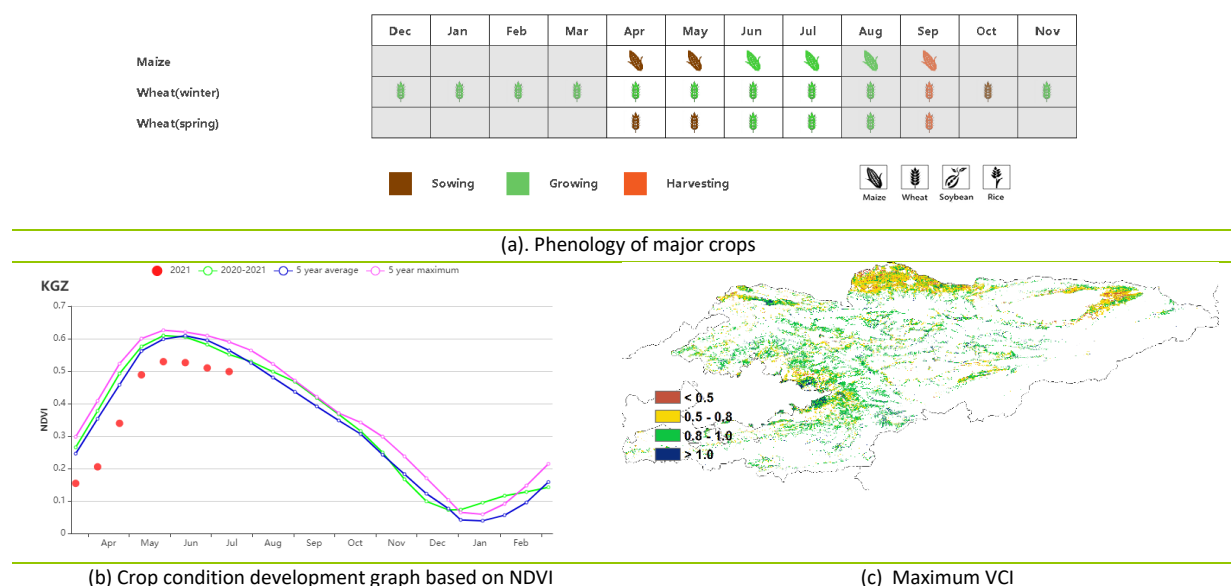 Dec Jan Feb Mar Apr May Jun Jul Aug Sep Oct Nov
Maize
Wheat(winter)
Wheat(spring)
Sowing Growing Harvesting
Maize Wheat Soybean Rice
(a). Phenology of major crops
2021 2020-2021 5 year average 5 year maximum
KGZ
0.7
0.6
0.5
0.4
0.3
0.2
0.1
0
NDVI
Apr May Jun Jul Aug Sep Oct Nov Dec Jan Feb
< 0.5
0.5 - 0.8
0.8 - 1.0
> 1.0
(b) Crop condition development graph based on NDVI
(c) Maximum VCI